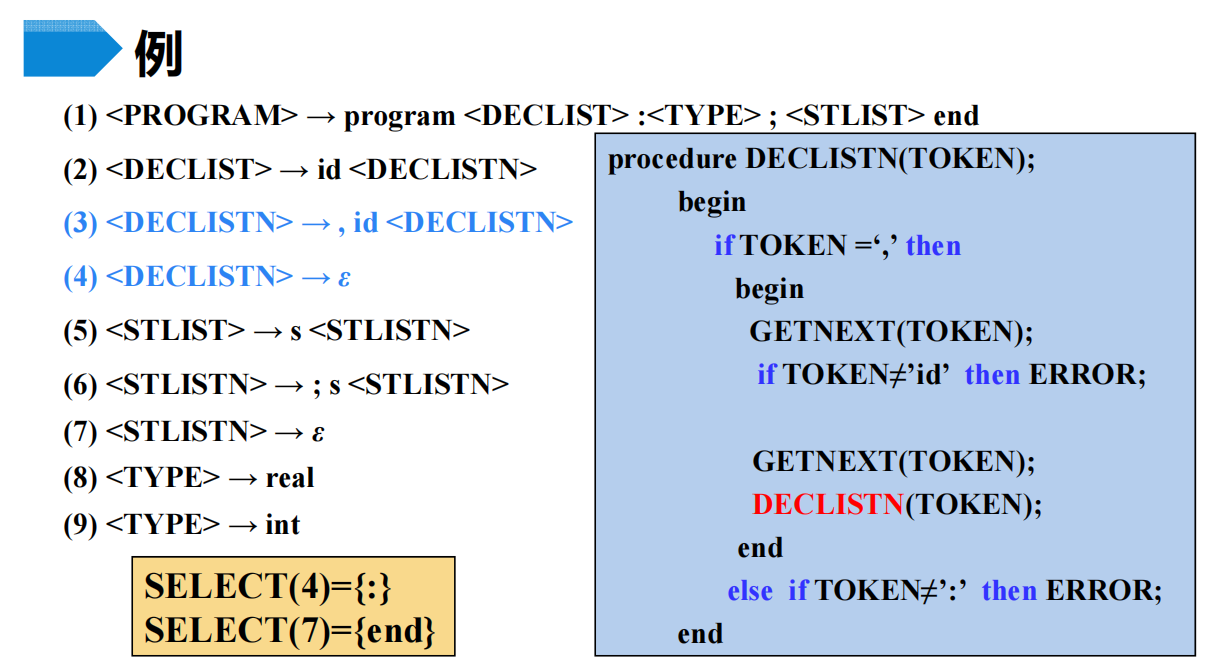 例
(1) <PROGRAM> → program <DECLIST> :<TYPE> ; <STLIST> end
(2) <DECLIST> → id <DECLISTN>
(3) <DECLISTN> → , id <DECLISTN>
(4) <DECLISTN> → ε
(5) <STLIST> → s <STLISTN>
(6) <STLISTN> → ; s <STLISTN>
(7) <STLISTN> → ε
(8) <TYPE> → real
(9) <TYPE> → int
SELECT(4)={:}
SELECT(7)={end}
procedure DECLISTN(TOKEN);
begin
if TOKEN =‘,’ then
begin
GETNEXT(TOKEN);
if TOKEN≠’id’ then ERROR;
GETNEXT(TOKEN);
DECLISTN(TOKEN);
end
else if TOKEN≠’:’ then ERROR;
end